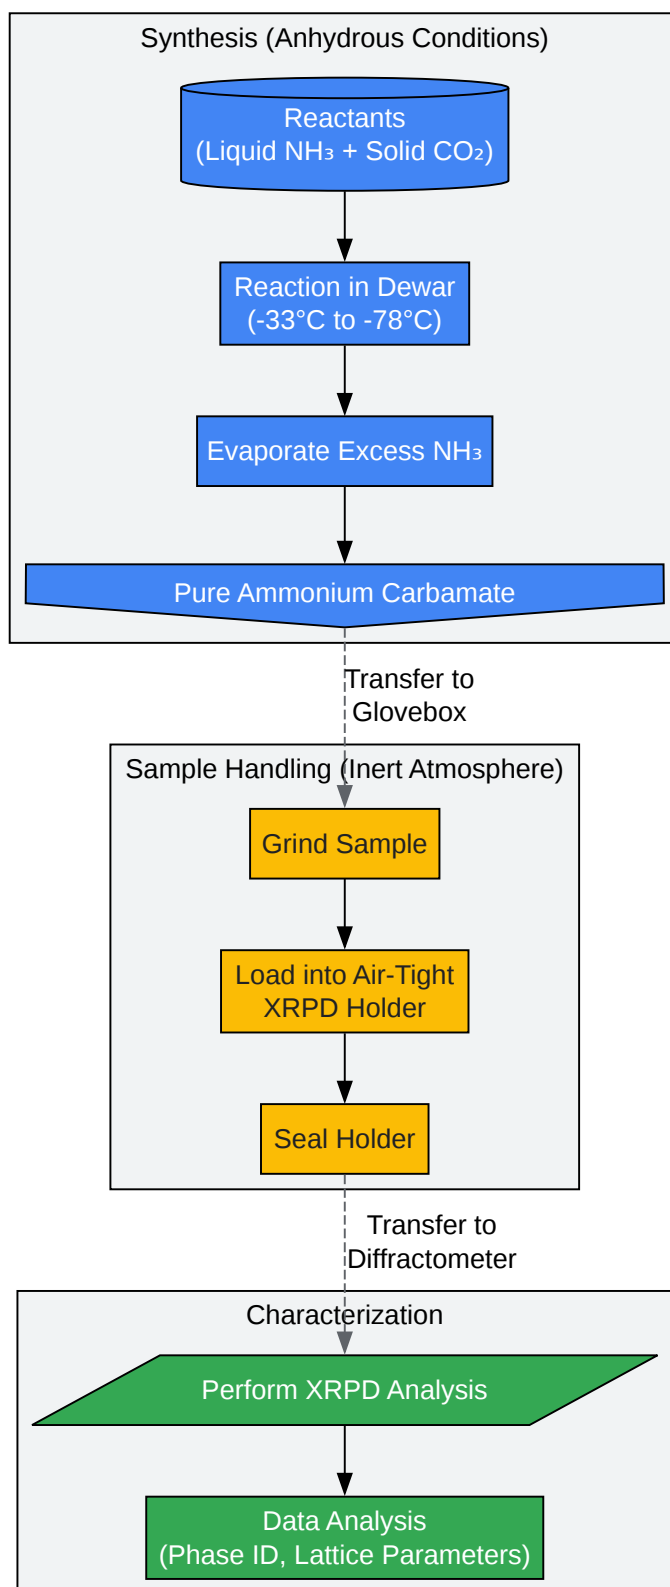 Synthesis (Anhydrous Conditions)
Reactants
(Liquid NH₃ + Solid CO₂)
Reaction in Dewar
(-33°C to -78°C)
Evaporate Excess NH₃
Pure Ammonium Carbamate
Transfer to
Glovebox
Sample Handling (Inert Atmosphere)
Grind Sample
Load into Air-Tight
XRPD Holder
Seal Holder
Transfer to
Diffractometer
Characterization
Perform XRPD Analysis
Data Analysis
(Phase ID, Lattice Parameters)